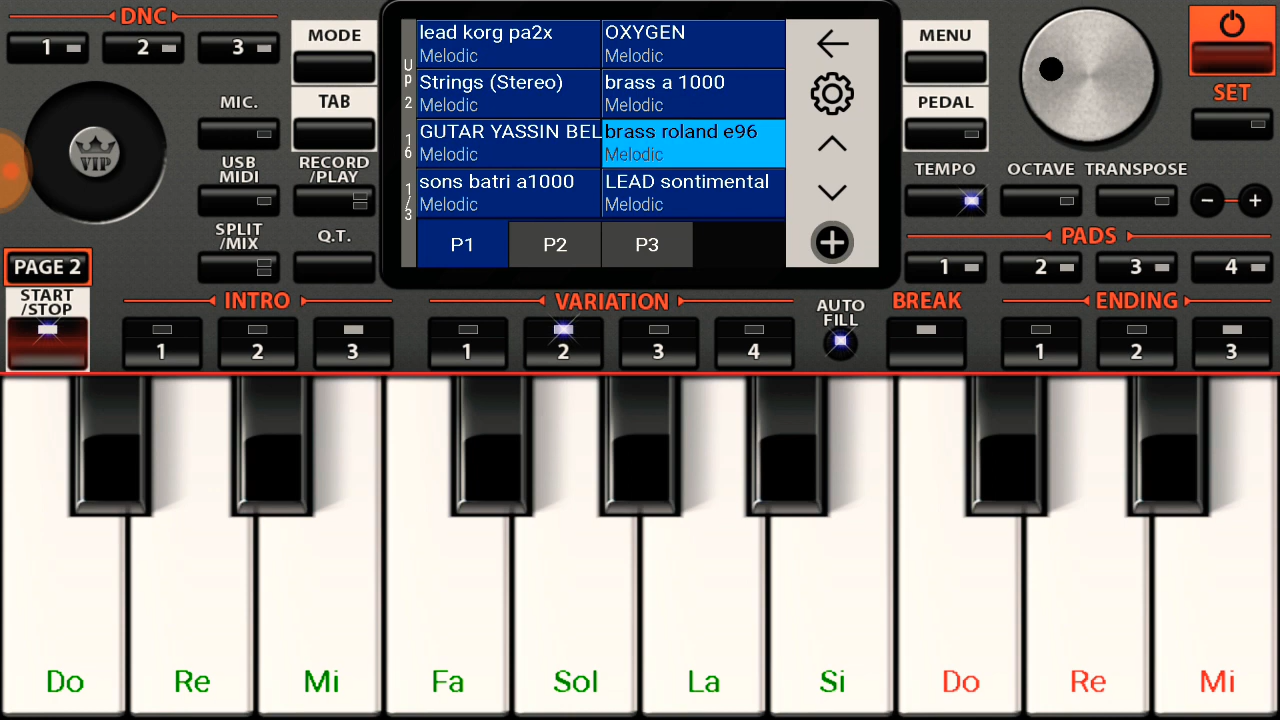 DNC
1 2 3
MODE
TAB
MIC.
USB
MIDI
RECORD
/PLAY
SPLIT
/MIX
Q.T.
VIP
PAGE 2
START
/STOP
UP 2
16
1/3
lead korg pa2x
Melodic
OXYGEN
Melodic
Strings (Stereo)
Melodic
brass a 1000
Melodic
GUTAR YASSIN BEL
Melodic
brass roland e96
Melodic
sons batri a1000
Melodic
LEAD sontimental
Melodic
P1 P2 P3
MENU
PEDAL
SET
TEMPO OCTAVE TRANSPOSE
− +
PADS
1 2 3 4
INTRO
1 2 3
VARIATION
1 2 3 4
AUTO
FILL
BREAK
ENDING
1 2 3
Do Re Mi Fa Sol La Si Do Re Mi